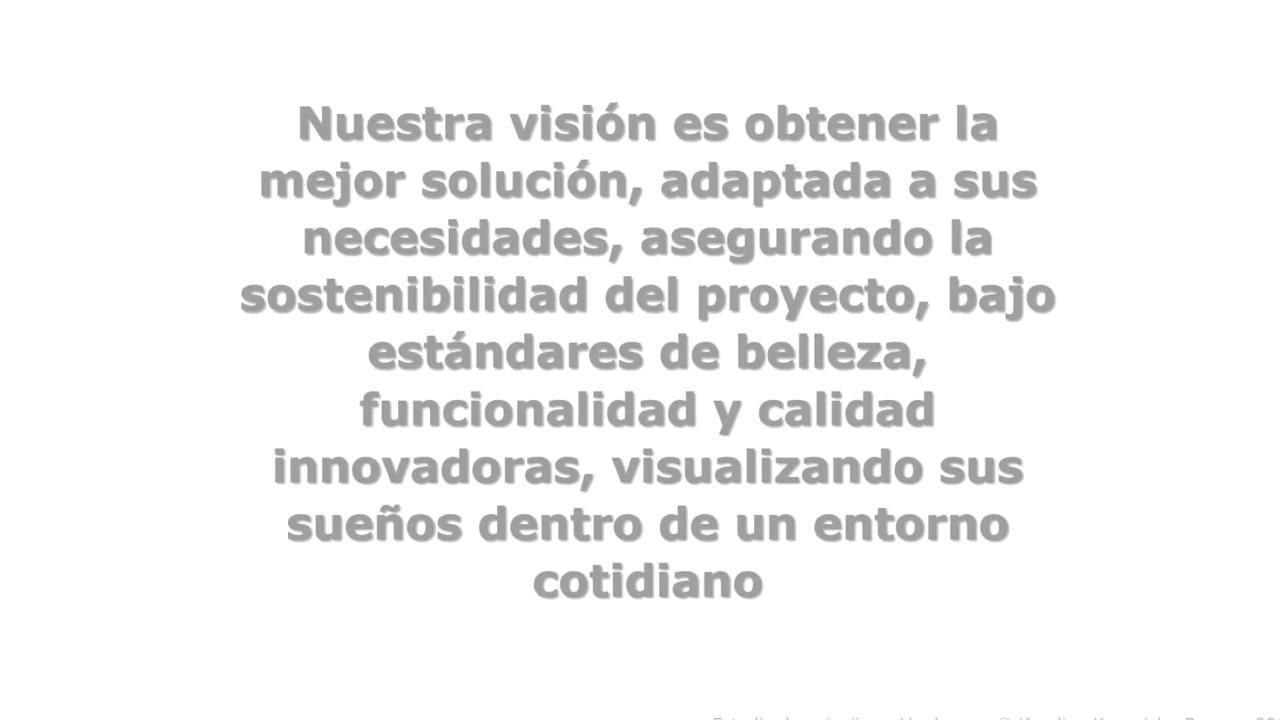 Nuestra visión es obtener la
mejor solución, adaptada a sus
necesidades, asegurando la
sostenibilidad del proyecto, bajo
estándares de belleza,
funcionalidad y calidad
innovadoras, visualizando sus
sueños dentro de un entorno
cotidiano